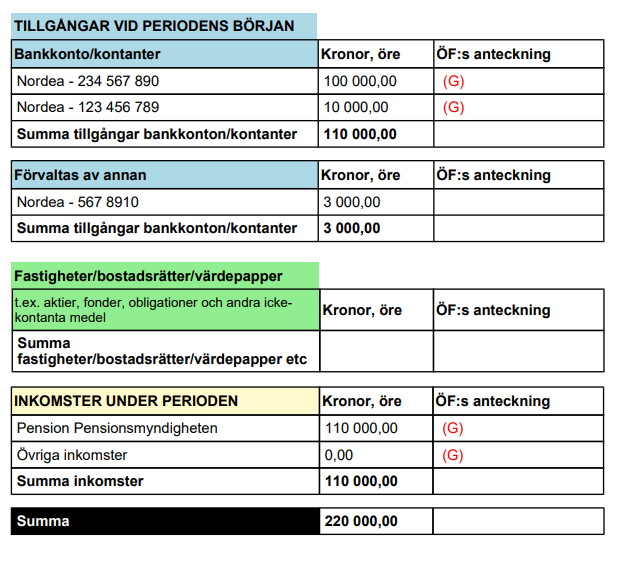 TILLGÅNGAR VID PERIODENS BÖRJAN
Bankkonto/kontanter Kronor, öre ÖF:s anteckning
Nordea - 234 567 890 100 000,00 (G)
Nordea - 123 456 789 10 000,00 (G)
Summa tillgångar bankkonton/kontanter 110 000,00
Förvaltas av annan Kronor, öre ÖF:s anteckning
Nordea - 567 8910 3 000,00
Summa tillgångar bankkonton/kontanter 3 000,00
Fastigheter/bostadsrätter/värdepapper
t.ex. aktier, fonder, obligationer och andra icke-
kontanta medel Kronor, öre ÖF:s anteckning
Summa
fastigheter/bostadsrätter/värdepapper etc
INKOMSTER UNDER PERIODEN Kronor, öre ÖF:s anteckning
Pension Pensionsmyndigheten 110 000,00 (G)
Övriga inkomster 0,00 (G)
Summa inkomster 110 000,00
Summa 220 000,00